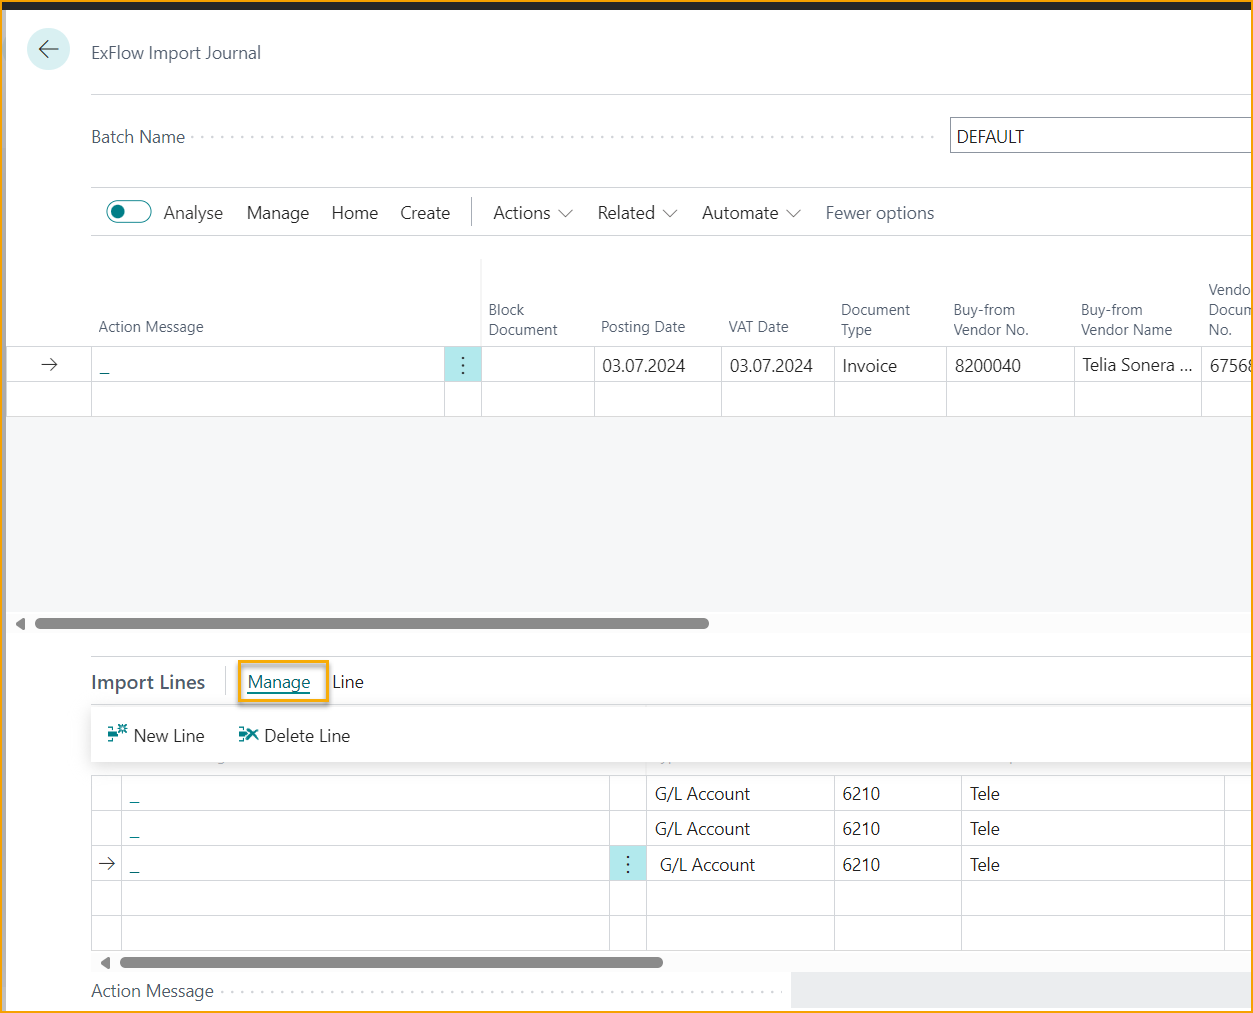 ExFlow Import Journal
Batch Name
DEFAULT
Analyse Manage Home Create Actions Related Automate Fewer options
Action Message
Block Document
Posting Date
VAT Date
Document Type
Buy-from Vendor No.
Buy-from Vendor Name
No.
_ 03.07.2024 03.07.2024 Invoice 8200040 Telia Sonera ...
Import Lines Manage Line
New Line Delete Line
_ G/L Account 6210 Tele
_ G/L Account 6210 Tele
_ G/L Account 6210 Tele
Action Message